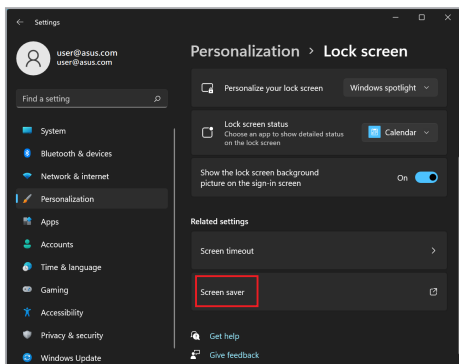 Settings
user@asus.com
user@asus.com
Find a setting
System
Bluetooth & devices
Network & internet
Personalization
Apps
Accounts
Time & language
Gaming
Accessibility
Privacy & security
Windows Update
Personalization > Lock screen
Personalize your lock screen
Windows spotlight
Lock screen status
Choose an app to show detailed status
on the lock screen
Calendar
Show the lock screen background
picture on the sign-in screen
On
Related settings
Screen timeout
Screen saver
Get help
Give feedback